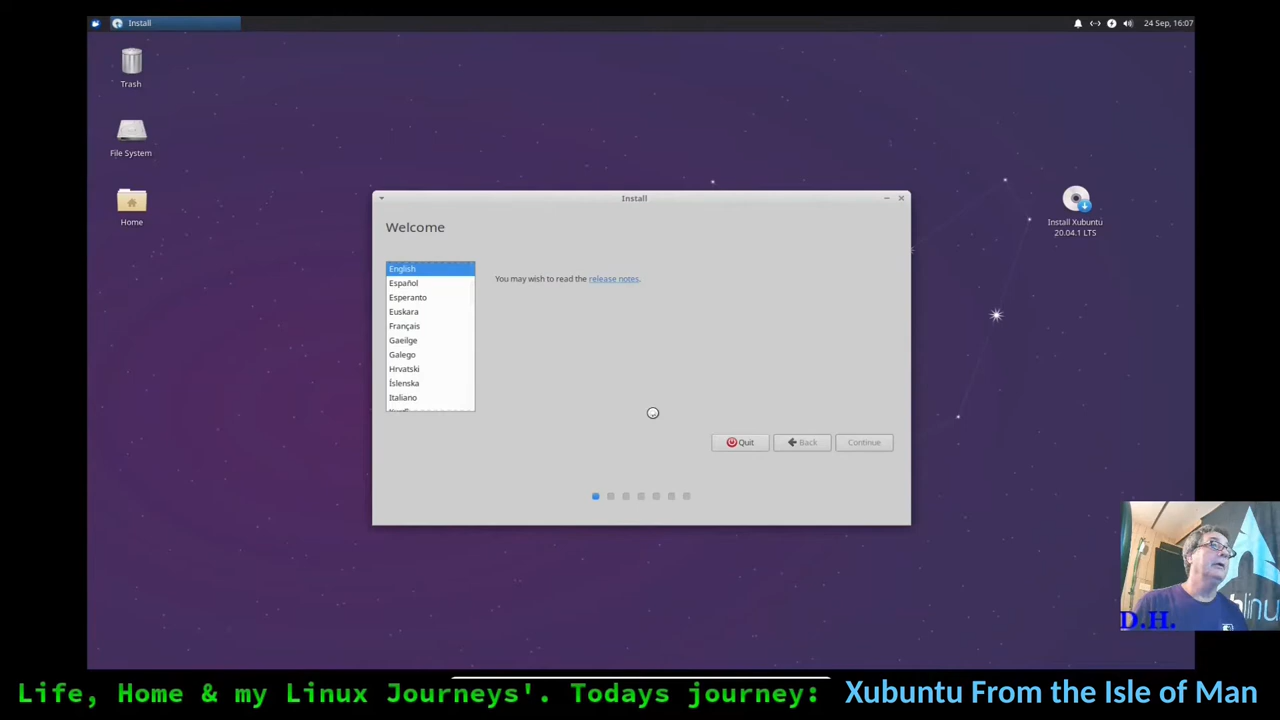 Install
24 Sep, 16:07
Trash
File System
Home
Install Xubuntu
20.04.1 LTS
Install
Welcome
English
Español
Esperanto
Euskara
Français
Gaeilge
Galego
Hrvatski
Íslenska
Italiano
You may wish to read the release notes.
Quit
Back
Continue
D.H.
Life, Home & my Linux Journeys'. Todays journey:
Xubuntu From the Isle of Man